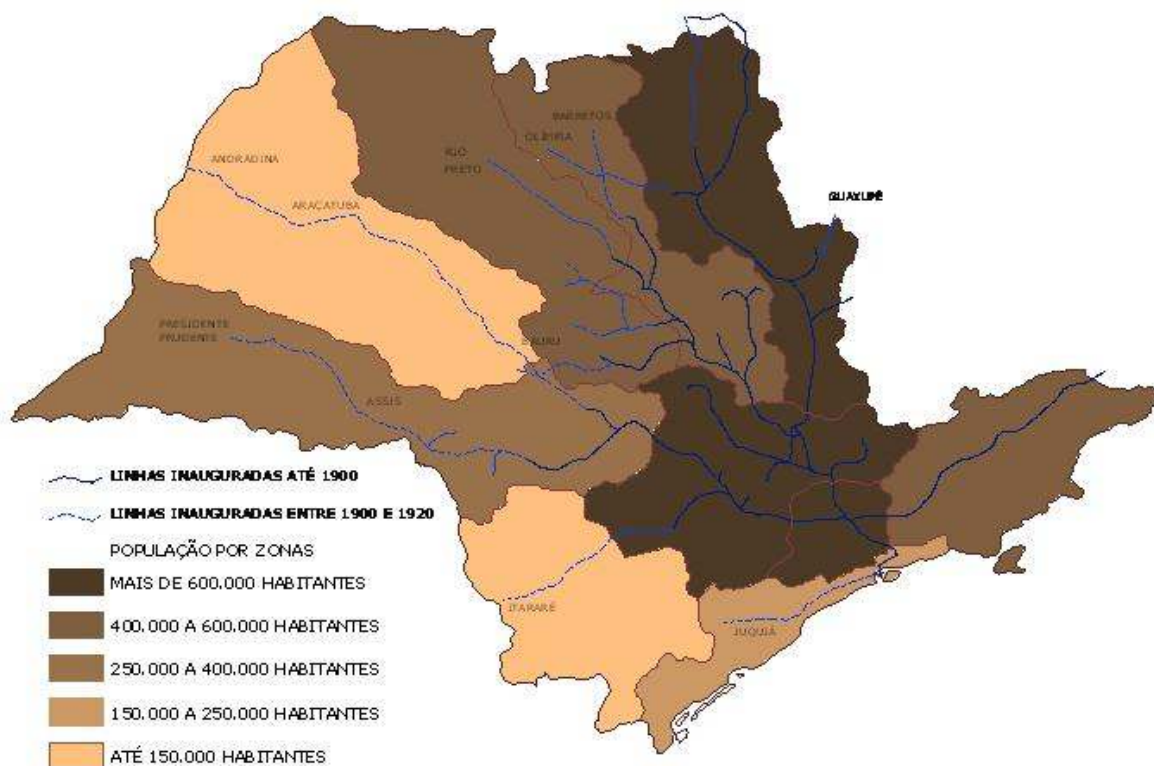 BARRETOS
OLÍMPIA
RIO
PRETO
ANDRADINA
GUAXUPÉ
ARAÇATUBA
PRESIDENTE
PRUDENTE
BAURU
ASSIS
LINHAS INAUGURADAS ATÉ 1900
LINHAS INAUGURADAS ENTRE 1900 E 1920
POPULAÇÃO POR ZONAS
MAIS DE 600.000 HABITANTES
400.000 A 600.000 HABITANTES
250.000 A 400.000 HABITANTES
150.000 A 250.000 HABITANTES
ATÉ 150.000 HABITANTES
ITARARÉ
JUQUIÁ